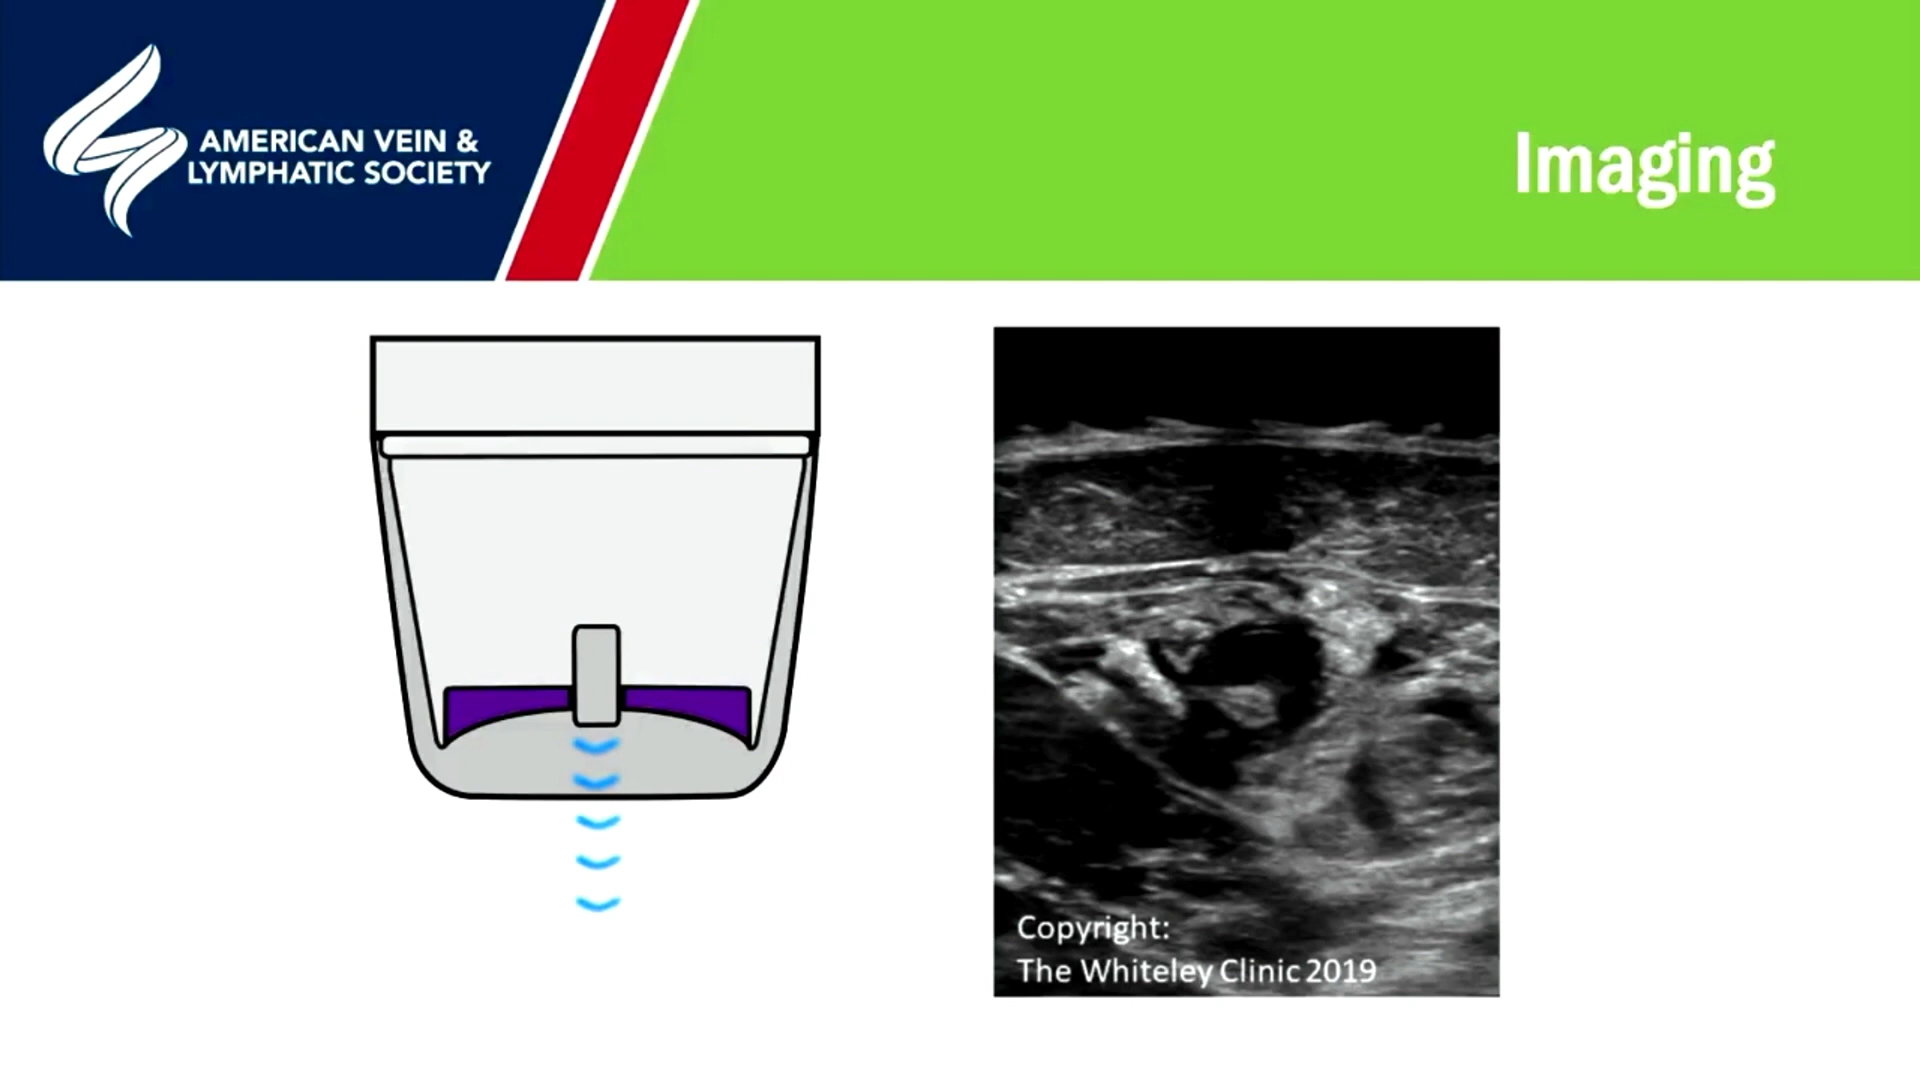 AMERICAN VEIN &
LYMPHATIC SOCIETY
Imaging
Copyright:
The Whiteley Clinic 2019